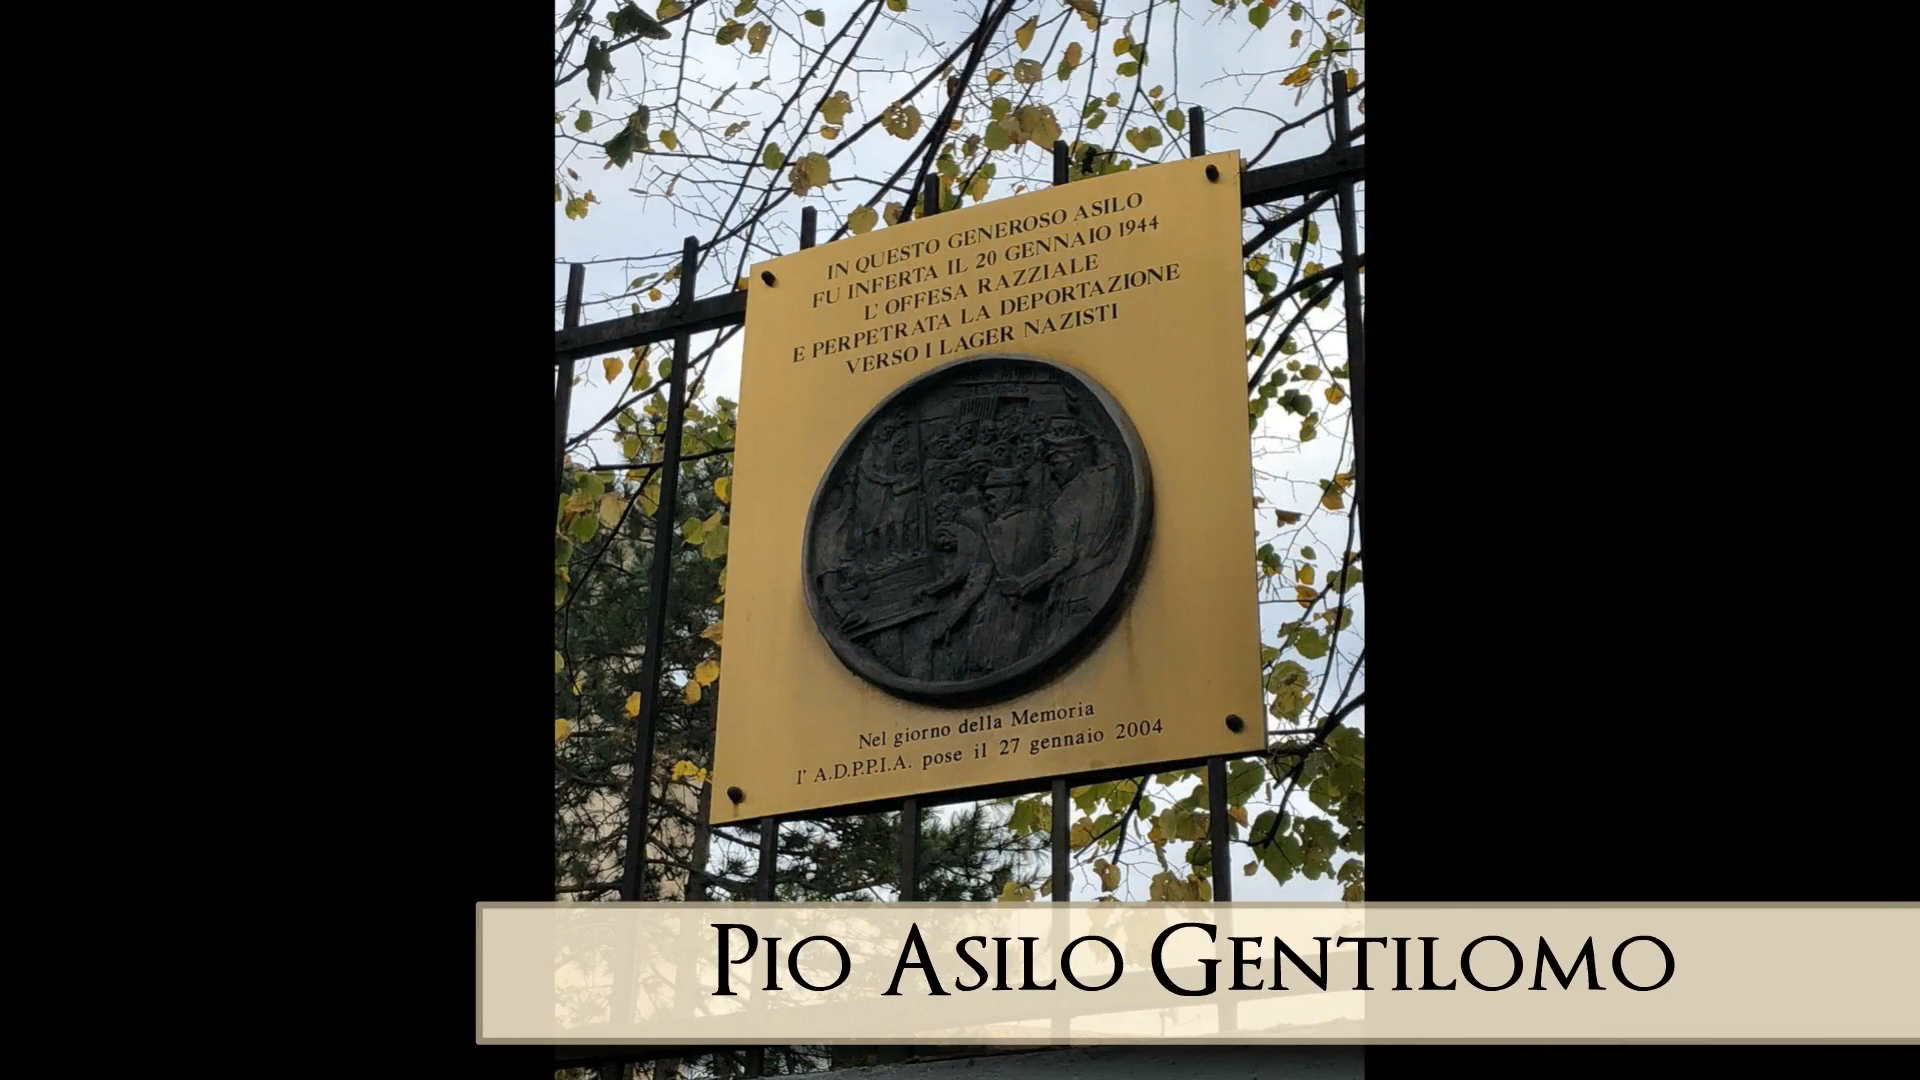 IN QUESTO GENEROSO ASILO
FU INFERTA IL 20 GENNAIO 1944
L' OFFESA RAZZIALE
E PERPETRATA LA DEPORTAZIONE
VERSO I LAGER NAZISTI
Nel giorno della Memoria
l' A.D.P.P.I.A. pose il 27 gennaio 2004
PIO ASILO GENTILOMO